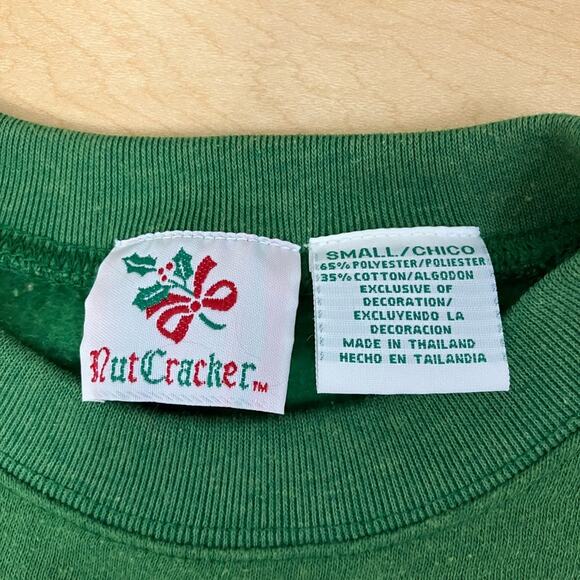 NutCracker™
SMALL/CHICO
65% POLYESTER/POLIESTER
35% COTTON/ALGODON
EXCLUSIVE OF
DECORATION/
EXCLUYENDO LA
DECORACION
MADE IN THAILAND
HECHO EN TAILANDIA